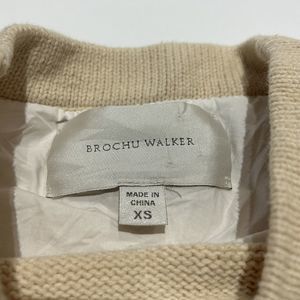 BROCHU WALKER
MADE IN
CHINA
XS